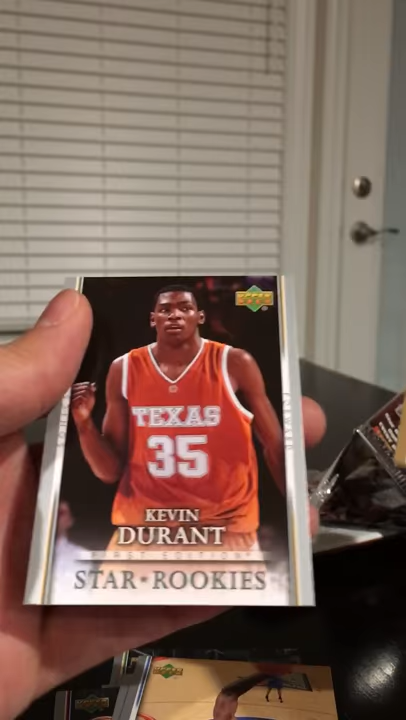 TEXAS
35
KEVIN
DURANT
FIRST EDITION
STAR ROOKIES